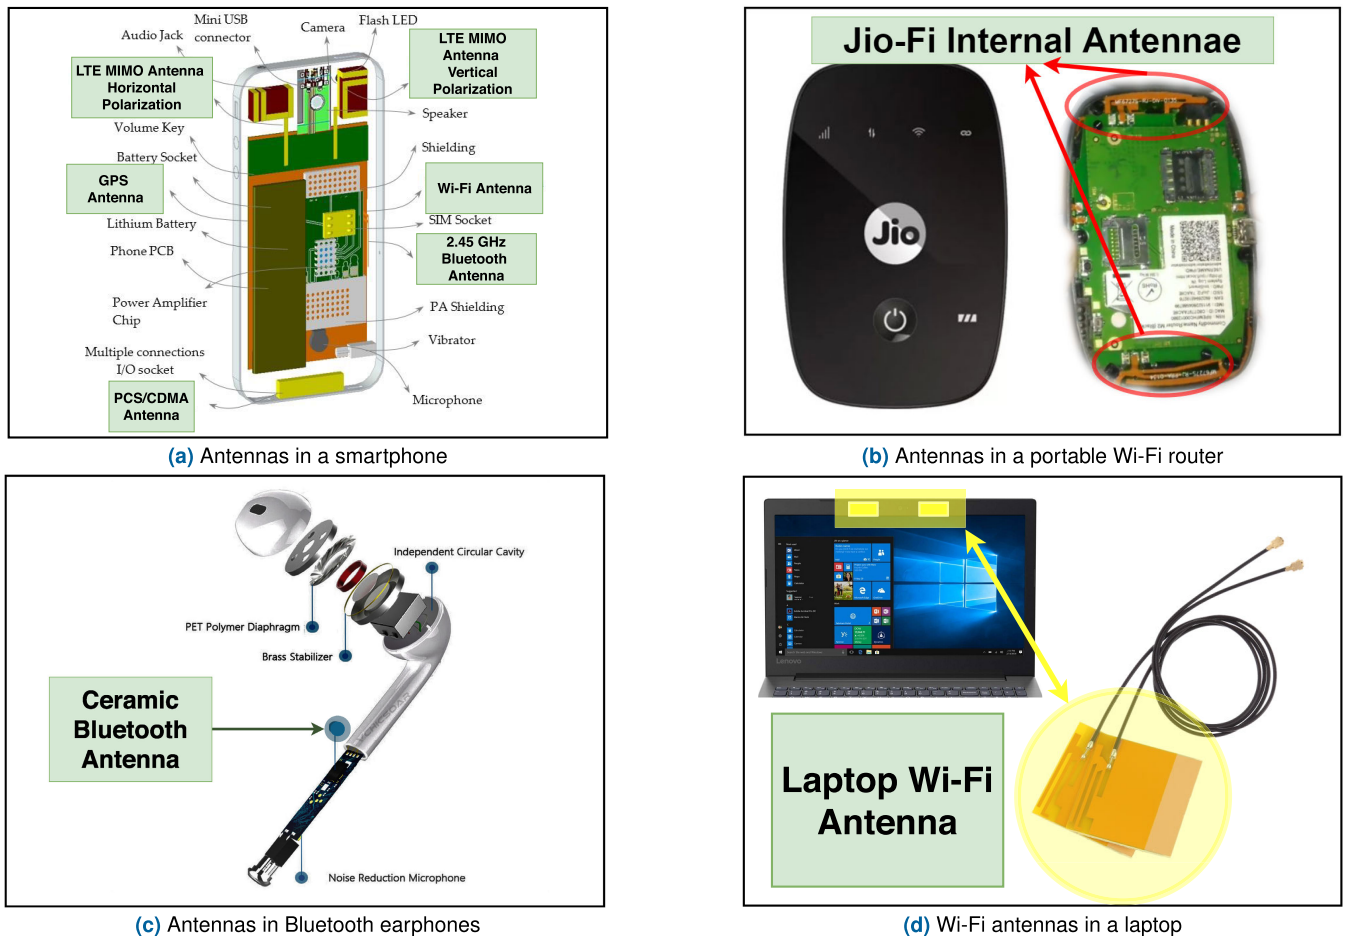 Mini USB
connector
Camera
Flash LED
Audio Jack
LTE MIMO
Antenna
Vertical
Polarization
LTE MIMO Antenna
Horizontal
Polarization
Speaker
Volume Key
Shielding
Battery Socket
GPS
Antenna
Wi-Fi Antenna
Lithium Battery
SIM Socket
Phone PCB
2.45 GHz
Bluetooth
Antenna
Power Amplifier
Chip
PA Shielding
Vibrator
Multiple connections
I/O socket
PCS/CDMA
Antenna
Microphone
(a) Antennas in a smartphone
Jio-Fi Internal Antennae
Jio
(b) Antennas in a portable Wi-Fi router
Independent Circular Cavity
PET Polymer Diaphragm
Brass Stabilizer
Ceramic
Bluetooth
Antenna
Noise Reduction Microphone
(c) Antennas in Bluetooth earphones
Lenovo
Laptop Wi-Fi
Antenna
(d) Wi-Fi antennas in a laptop